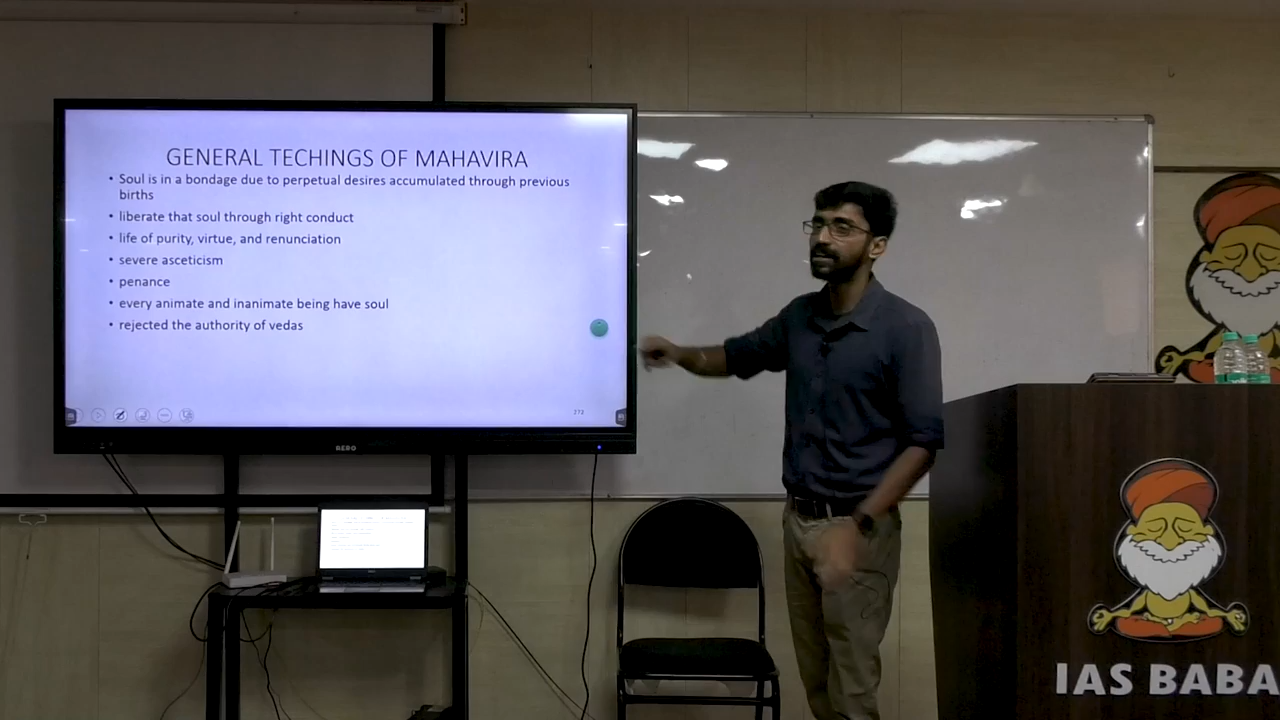 GENERAL TECHINGS OF MAHAVIRA
• Soul is in a bondage due to perpetual desires accumulated through previous
births
• liberate that soul through right conduct
• life of purity, virtue, and renunciation
• severe asceticism
• penance
• every animate and inanimate being have soul
• rejected the authority of vedas
272
IAS BABA